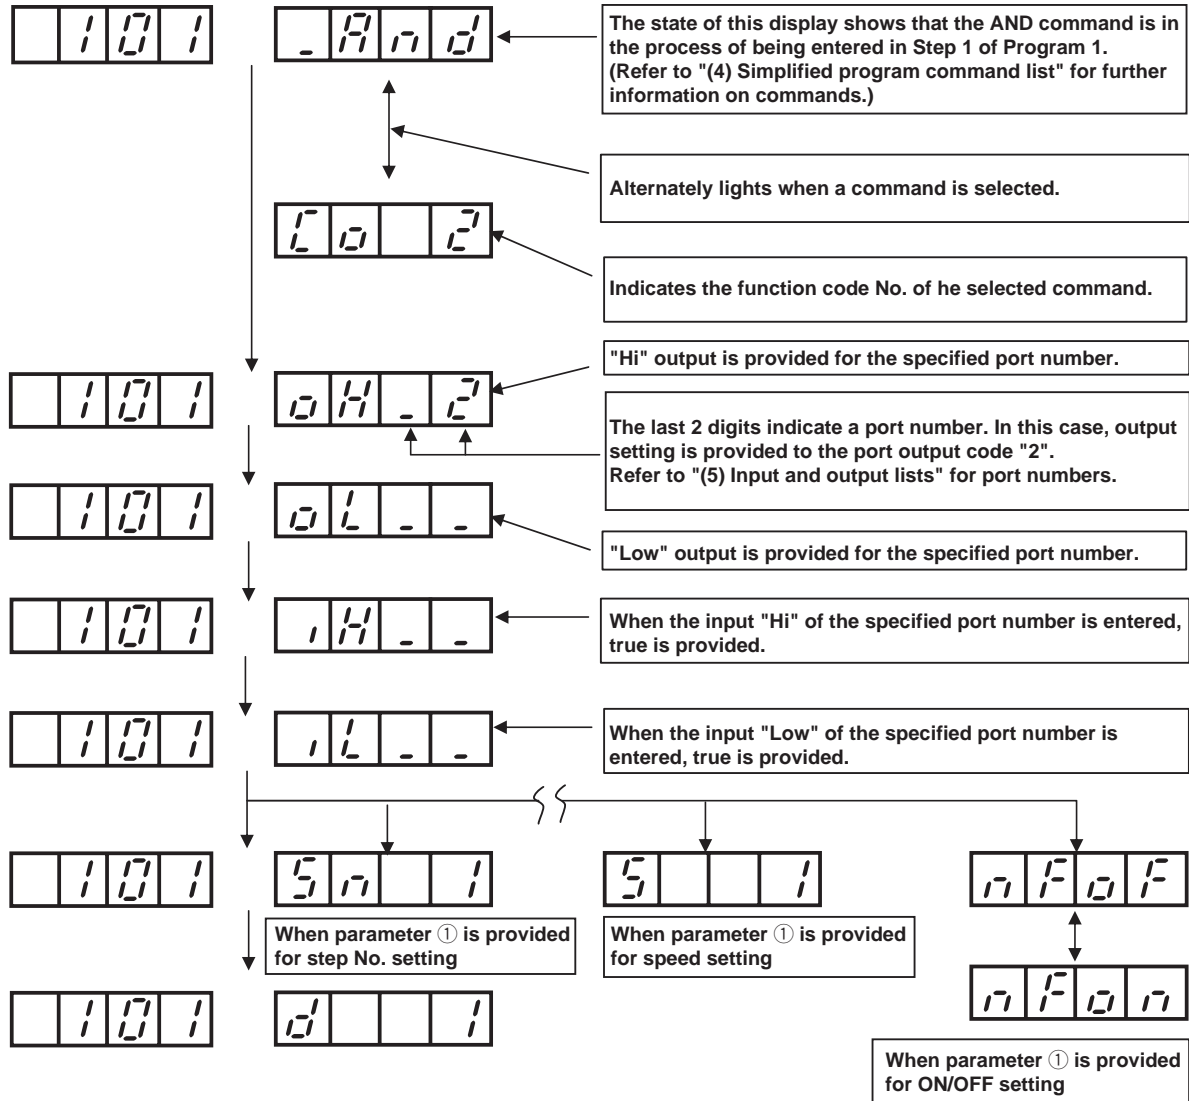 101 _And
The state of this display shows that the AND command is in
the process of being entered in Step 1 of Program 1.
(Refer to "(4) Simplified program command list" for further
information on commands.)
Alternately lights when a command is selected.
Co 2
Indicates the function code No. of he selected command.
"Hi" output is provided for the specified port number.
101 oH_2
The last 2 digits indicate a port number. In this case, output
setting is provided to the port output code "2".
Refer to "(5) Input and output lists" for port numbers.
101 oL__
"Low" output is provided for the specified port number.
101 iH__
When the input "Hi" of the specified port number is entered,
true is provided.
101 iL__
When the input "Low" of the specified port number is
entered, true is provided.
101 Sn 1 S 1 nFoF
When parameter ① is provided
for step No. setting
When parameter ① is provided
for speed setting
nFon
101 d 1
When parameter ① is provided
for ON/OFF setting